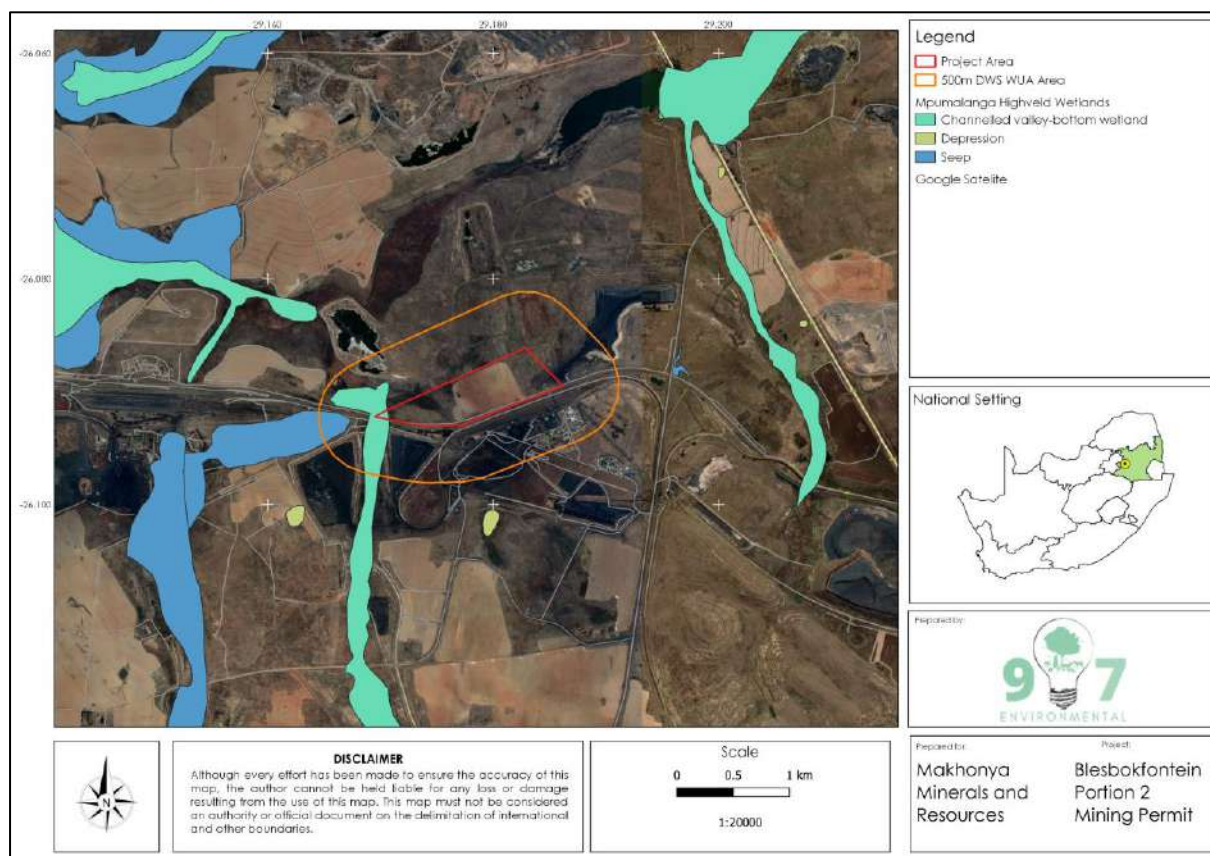 29.160
29.180
29.200
-26.060
-26.080
-26.100
Legend
Project Area
500m DWS WUA Area
Mpumalanga Highveld Wetlands
Channelled valley-bottom wetland
Depression
Seep
Google Satelite
National Setting
Prepared by:
9 7
ENVIRONMENTAL
N
DISCLAIMER
Although every effort has been made to ensure the accuracy of this
map, the author cannot be held liable for any loss or damage
resulting from the use of this map. This map must not be considered
an authority or official document on the delimitation of international
and other boundaries.
Scale
0 0.5 1 km
1:20000
Prepared for:
Makhonya
Minerals and
Resources
Project:
Blesbokfontein
Portion 2
Mining Permit